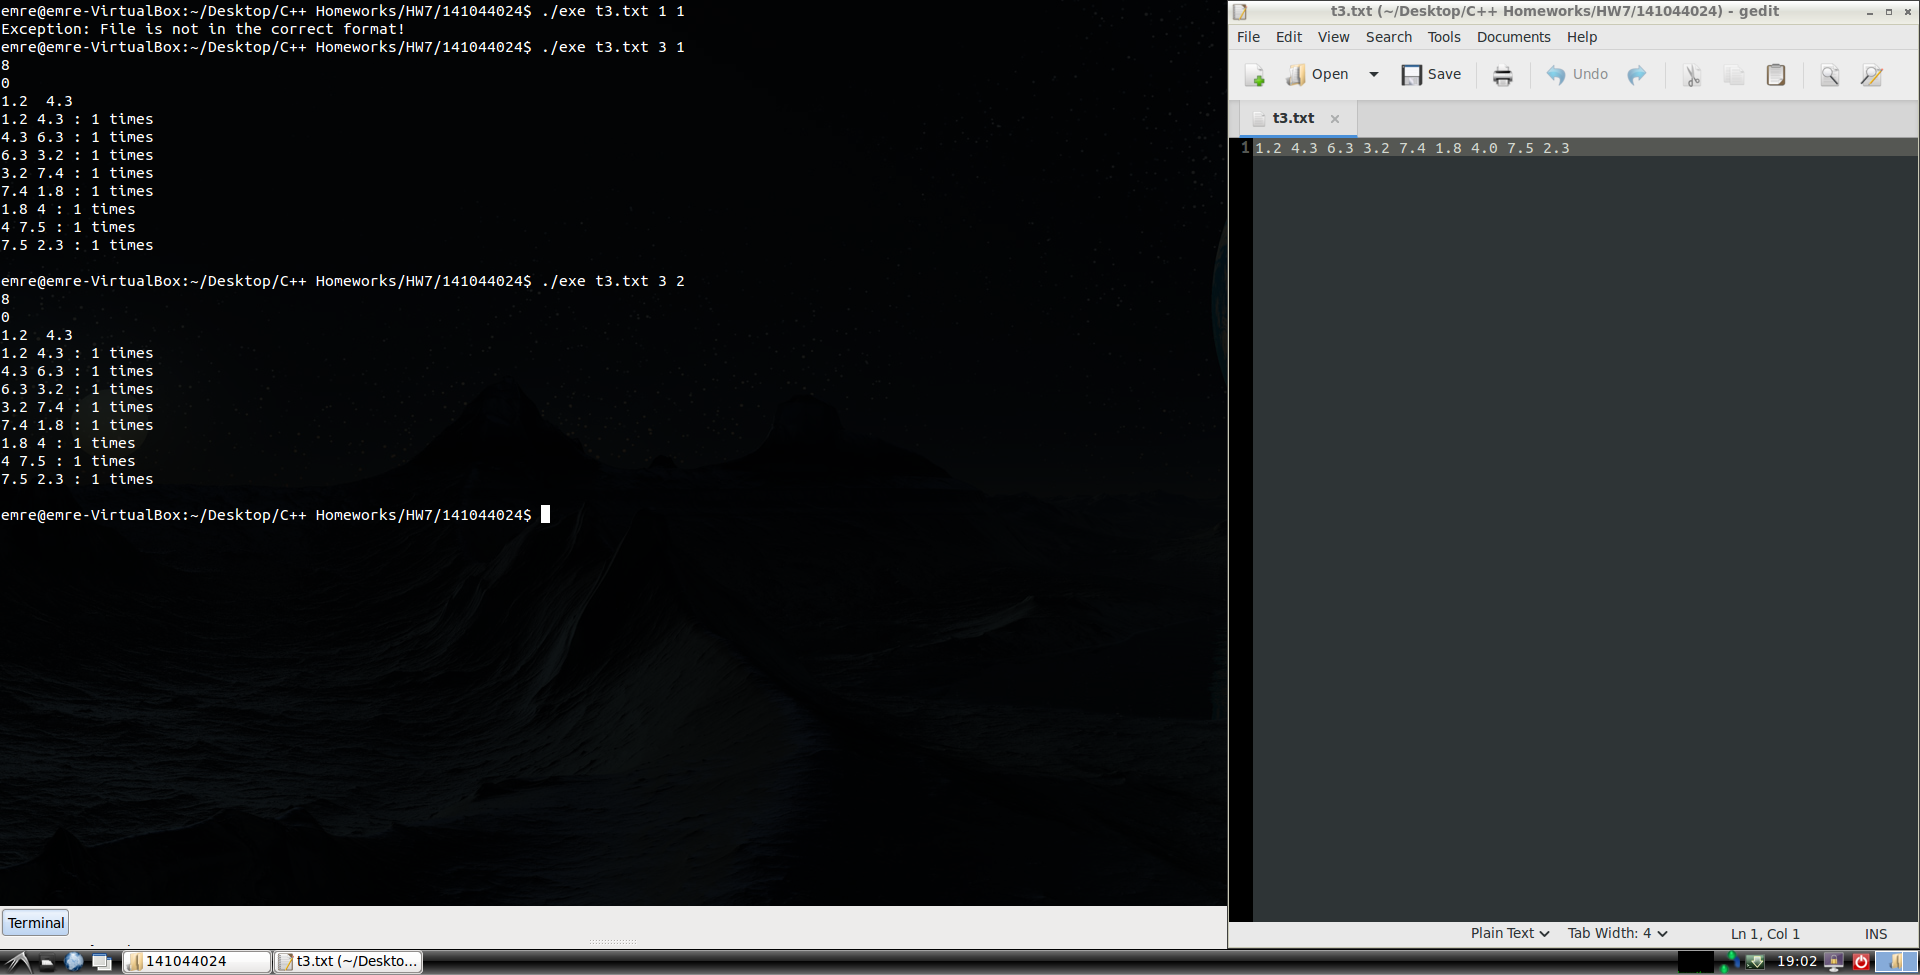 emre@emre-VirtualBox:~/Desktop/C++ Homeworks/HW7/141044024$ ./exe t3.txt 1 1
Exception: File is not in the correct format!
emre@emre-VirtualBox:~/Desktop/C++ Homeworks/HW7/141044024$ ./exe t3.txt 3 1
8
0
1.2  4.3
1.2 4.3 : 1 times
4.3 6.3 : 1 times
6.3 3.2 : 1 times
3.2 7.4 : 1 times
7.4 1.8 : 1 times
1.8 4 : 1 times
4 7.5 : 1 times
7.5 2.3 : 1 times
emre@emre-VirtualBox:~/Desktop/C++ Homeworks/HW7/141044024$ ./exe t3.txt 3 2
8
0
1.2  4.3
1.2 4.3 : 1 times
4.3 6.3 : 1 times
6.3 3.2 : 1 times
3.2 7.4 : 1 times
7.4 1.8 : 1 times
1.8 4 : 1 times
4 7.5 : 1 times
7.5 2.3 : 1 times
emre@emre-VirtualBox:~/Desktop/C++ Homeworks/HW7/141044024$
Terminal
t3.txt (~/Desktop/C++ Homeworks/HW7/141044024) - gedit
File Edit View Search Tools Documents Help
Open Save Undo
t3.txt
1 1.2 4.3 6.3 3.2 7.4 1.8 4.0 7.5 2.3
Plain Text Tab Width: 4 Ln 1, Col 1 INS
141044024 t3.txt (~/Deskto... 19:02